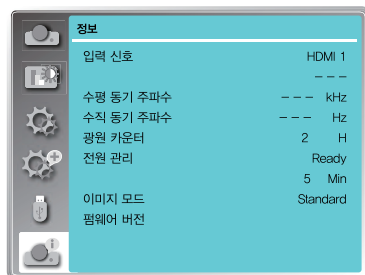 정보
입력 신호 HDMI 1
– – –
수평 동기 주파수 – – – kHz
수직 동기 주파수 – – – Hz
광원 카운터 2 H
전원 관리 Ready
5 Min
이미지 모드 Standard
펌웨어 버전